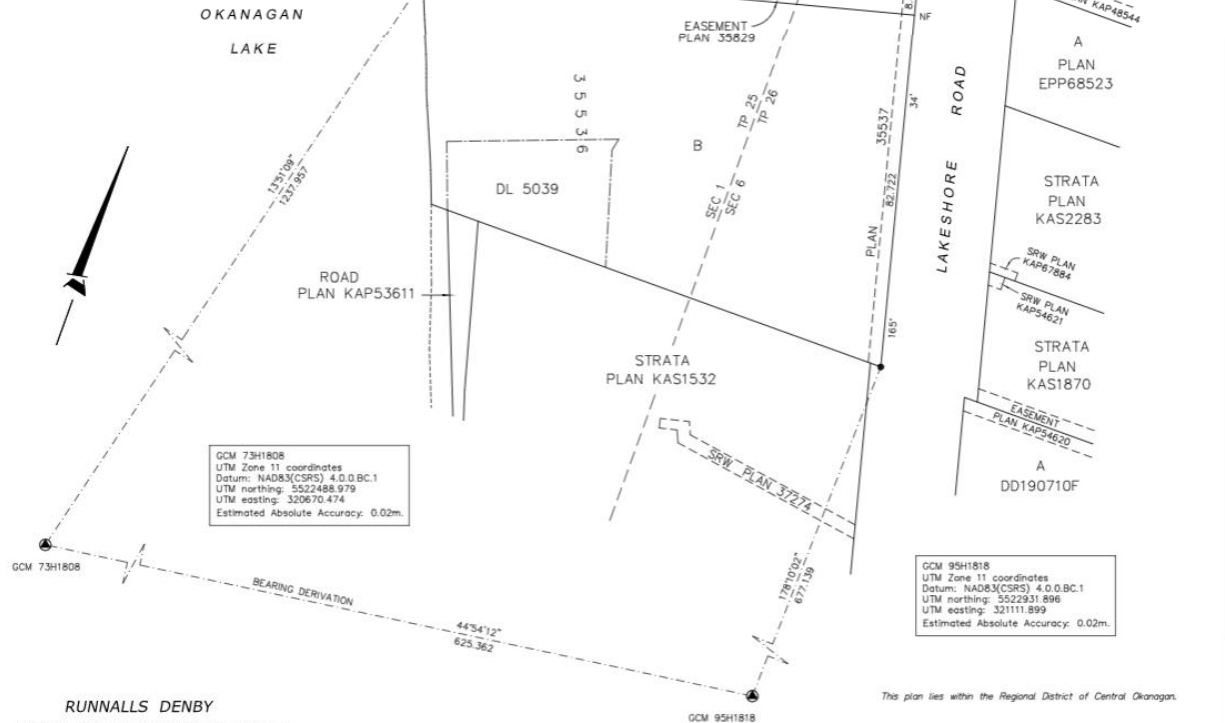 OKANAGAN
LAKE
EASEMENT
PLAN 35829
8.
NF
PLAN KAP48544
A
PLAN
EPP68523
13°51'09"
1237.957
35536
B
TP 25
TP 26
SEC 1
SEC 6
34'
35537
82.722
PLAN
165'
LAKESHORE ROAD
DL 5039
STRATA
PLAN
KAS2283
SRW PLAN
KAP67884
SRW PLAN
KAP54621
ROAD
PLAN KAP53611
STRATA
PLAN KAS1532
STRATA
PLAN
KAS1870
EASEMENT
PLAN KAP54620
A
DD190710F
SRW PLAN 37274
GCM 73H1808
UTM Zone 11 coordinates
Datum: NAD83(CSRS) 4.0.0.BC.1
UTM northing: 5522488.979
UTM easting: 320670.474
Estimated Absolute Accuracy: 0.02m.
GCM 73H1808
BEARING DERIVATION
44°54'12"
625.362
178°10'02"
677.139
GCM 95H1818
UTM Zone 11 coordinates
Datum: NAD83(CSRS) 4.0.0.BC.1
UTM northing: 5522931.896
UTM easting: 321111.899
Estimated Absolute Accuracy: 0.02m.
RUNNALLS DENBY
GCM 95H1818
This plan lies within the Regional District of Central Okanagan.